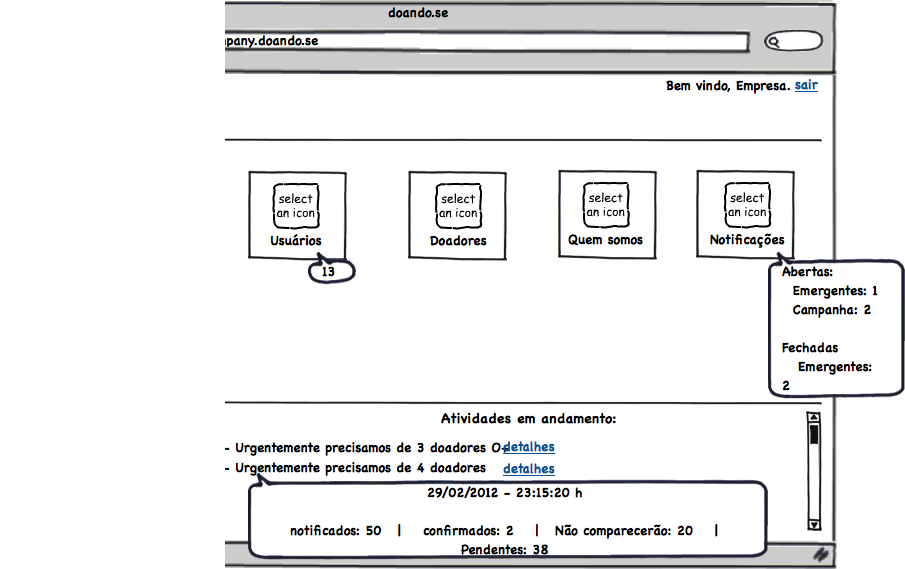 doando.se
pany.doando.se
Bem vindo, Empresa. sair
select an icon
Usuários
13
select an icon
Doadores
select an icon
Quem somos
select an icon
Notificações
Abertas:
Emergentes: 1
Campanha: 2
Fechadas
Emergentes:
2
Atividades em andamento:
- Urgentemente precisamos de 3 doadores O- detalhes
- Urgentemente precisamos de 4 doadores detalhes
29/02/2012 - 23:15:20 h
notificados: 50 | confirmados: 2 | Não comparecerão: 20 |
Pendentes: 38